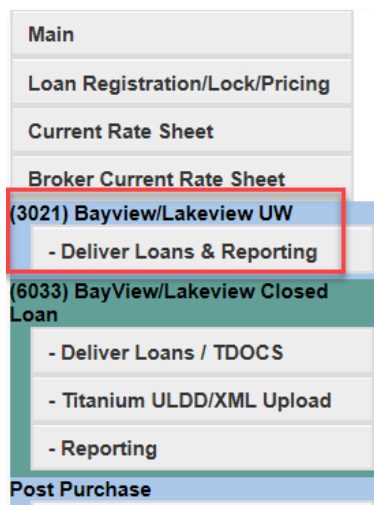 Main
Loan Registration/Lock/Pricing
Current Rate Sheet
Broker Current Rate Sheet
(3021) Bayview/Lakeview UW
- Deliver Loans & Reporting
(6033) BayView/Lakeview Closed
Loan
- Deliver Loans / TDOCS
- Titanium ULDD/XML Upload
- Reporting
Post Purchase